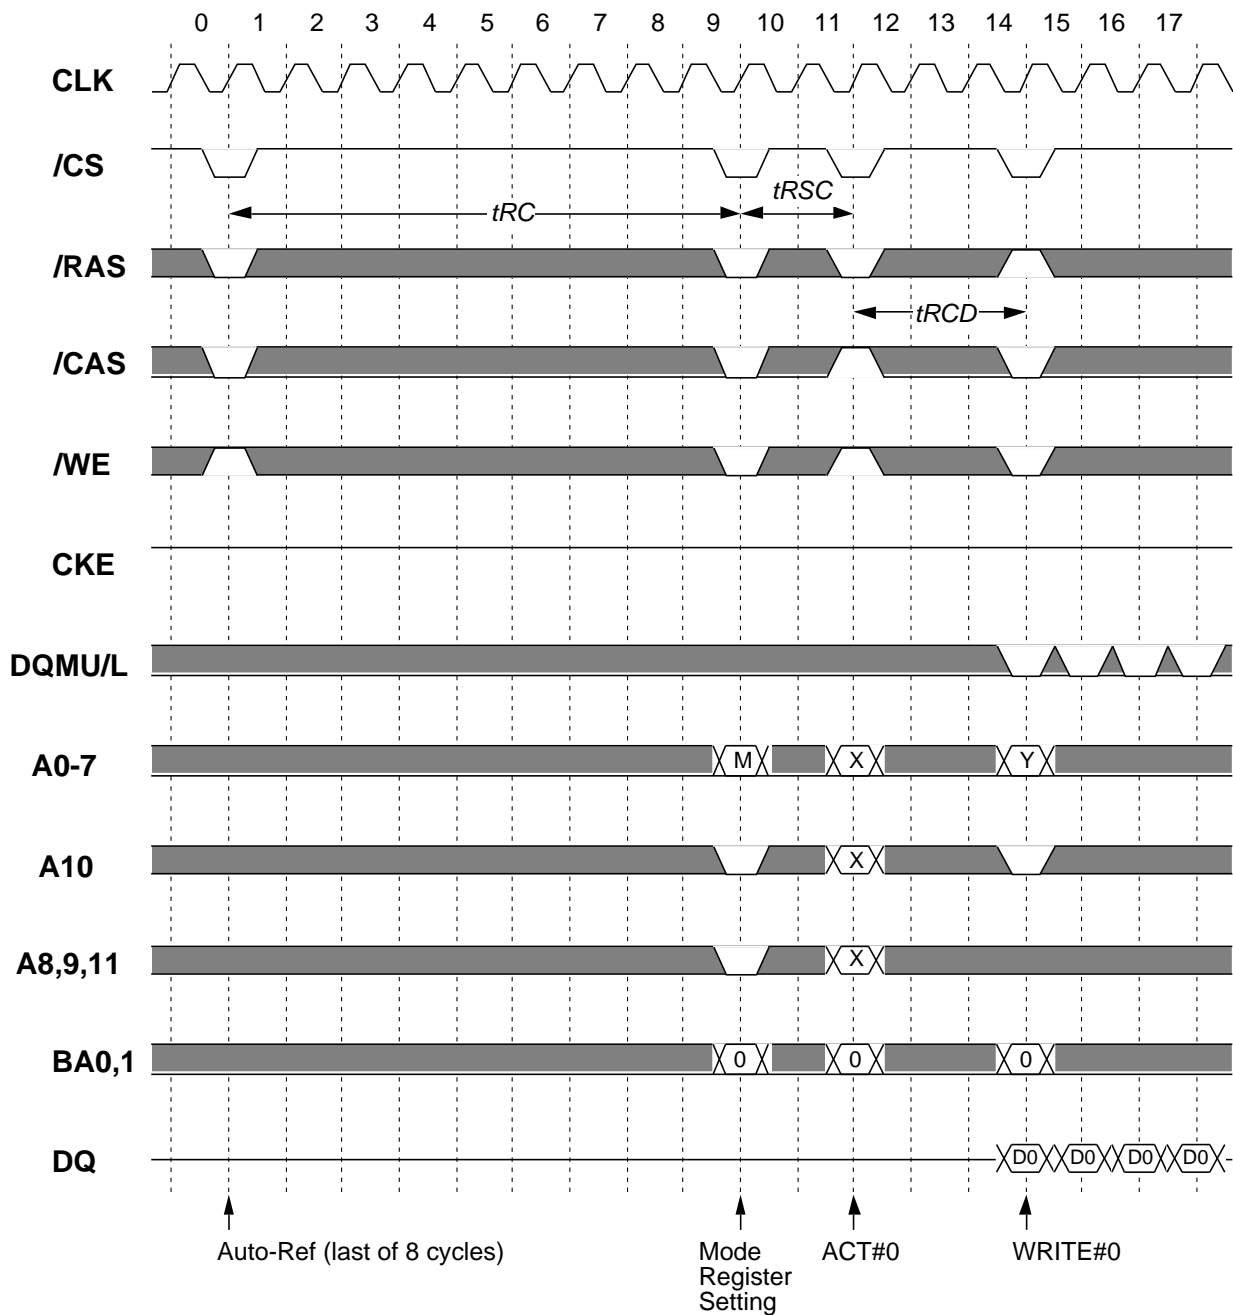 0 1 2 3 4 5 6 7 8 9 10 11 12 13 14 15 16 17
CLK
/CS
tRSC
tRC
/RAS
tRCD
/CAS
/WE
CKE
DQMU/L
A0-7 M X Y
A10 X
A8,9,11 X
BA0,1 0 0 0
DQ D0 D0 D0 D0
Auto-Ref (last of 8 cycles) Mode ACT#0 WRITE#0
Register
Setting